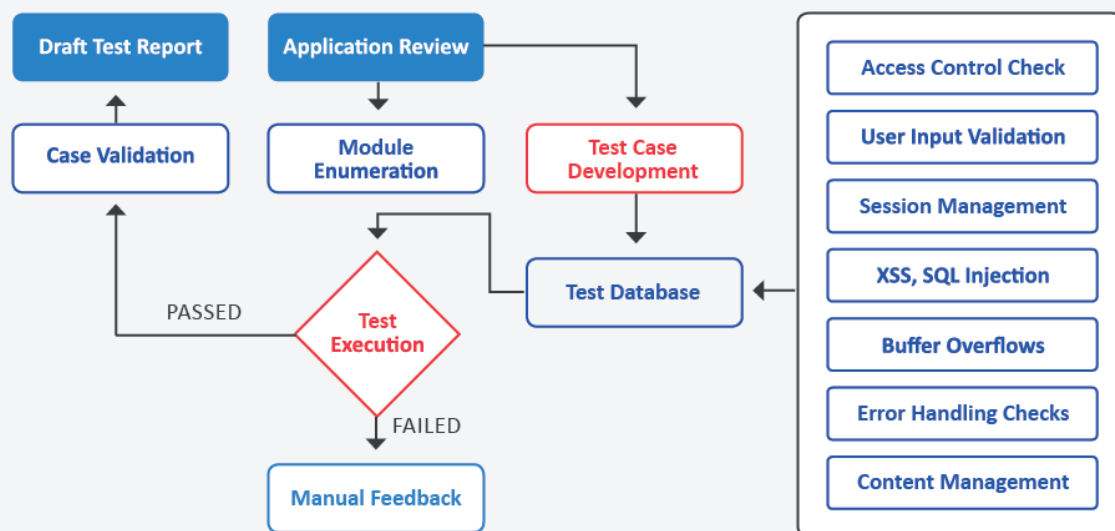 Draft Test Report
Application Review
Access Control Check
Case Validation
Module
Enumeration
Test Case
Development
User Input Validation
Session Management
Test Database
XSS, SQL Injection
PASSED
Test
Execution
Buffer Overflows
FAILED
Error Handling Checks
Manual Feedback
Content Management